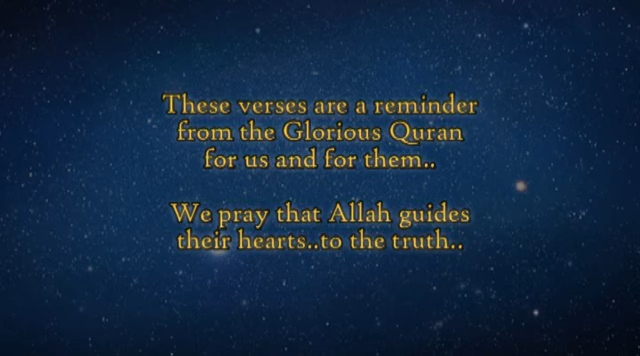 These verses are a reminder
from the Glorious Quran
for us and for them..
We pray that Allah guides
their hearts..to the truth..